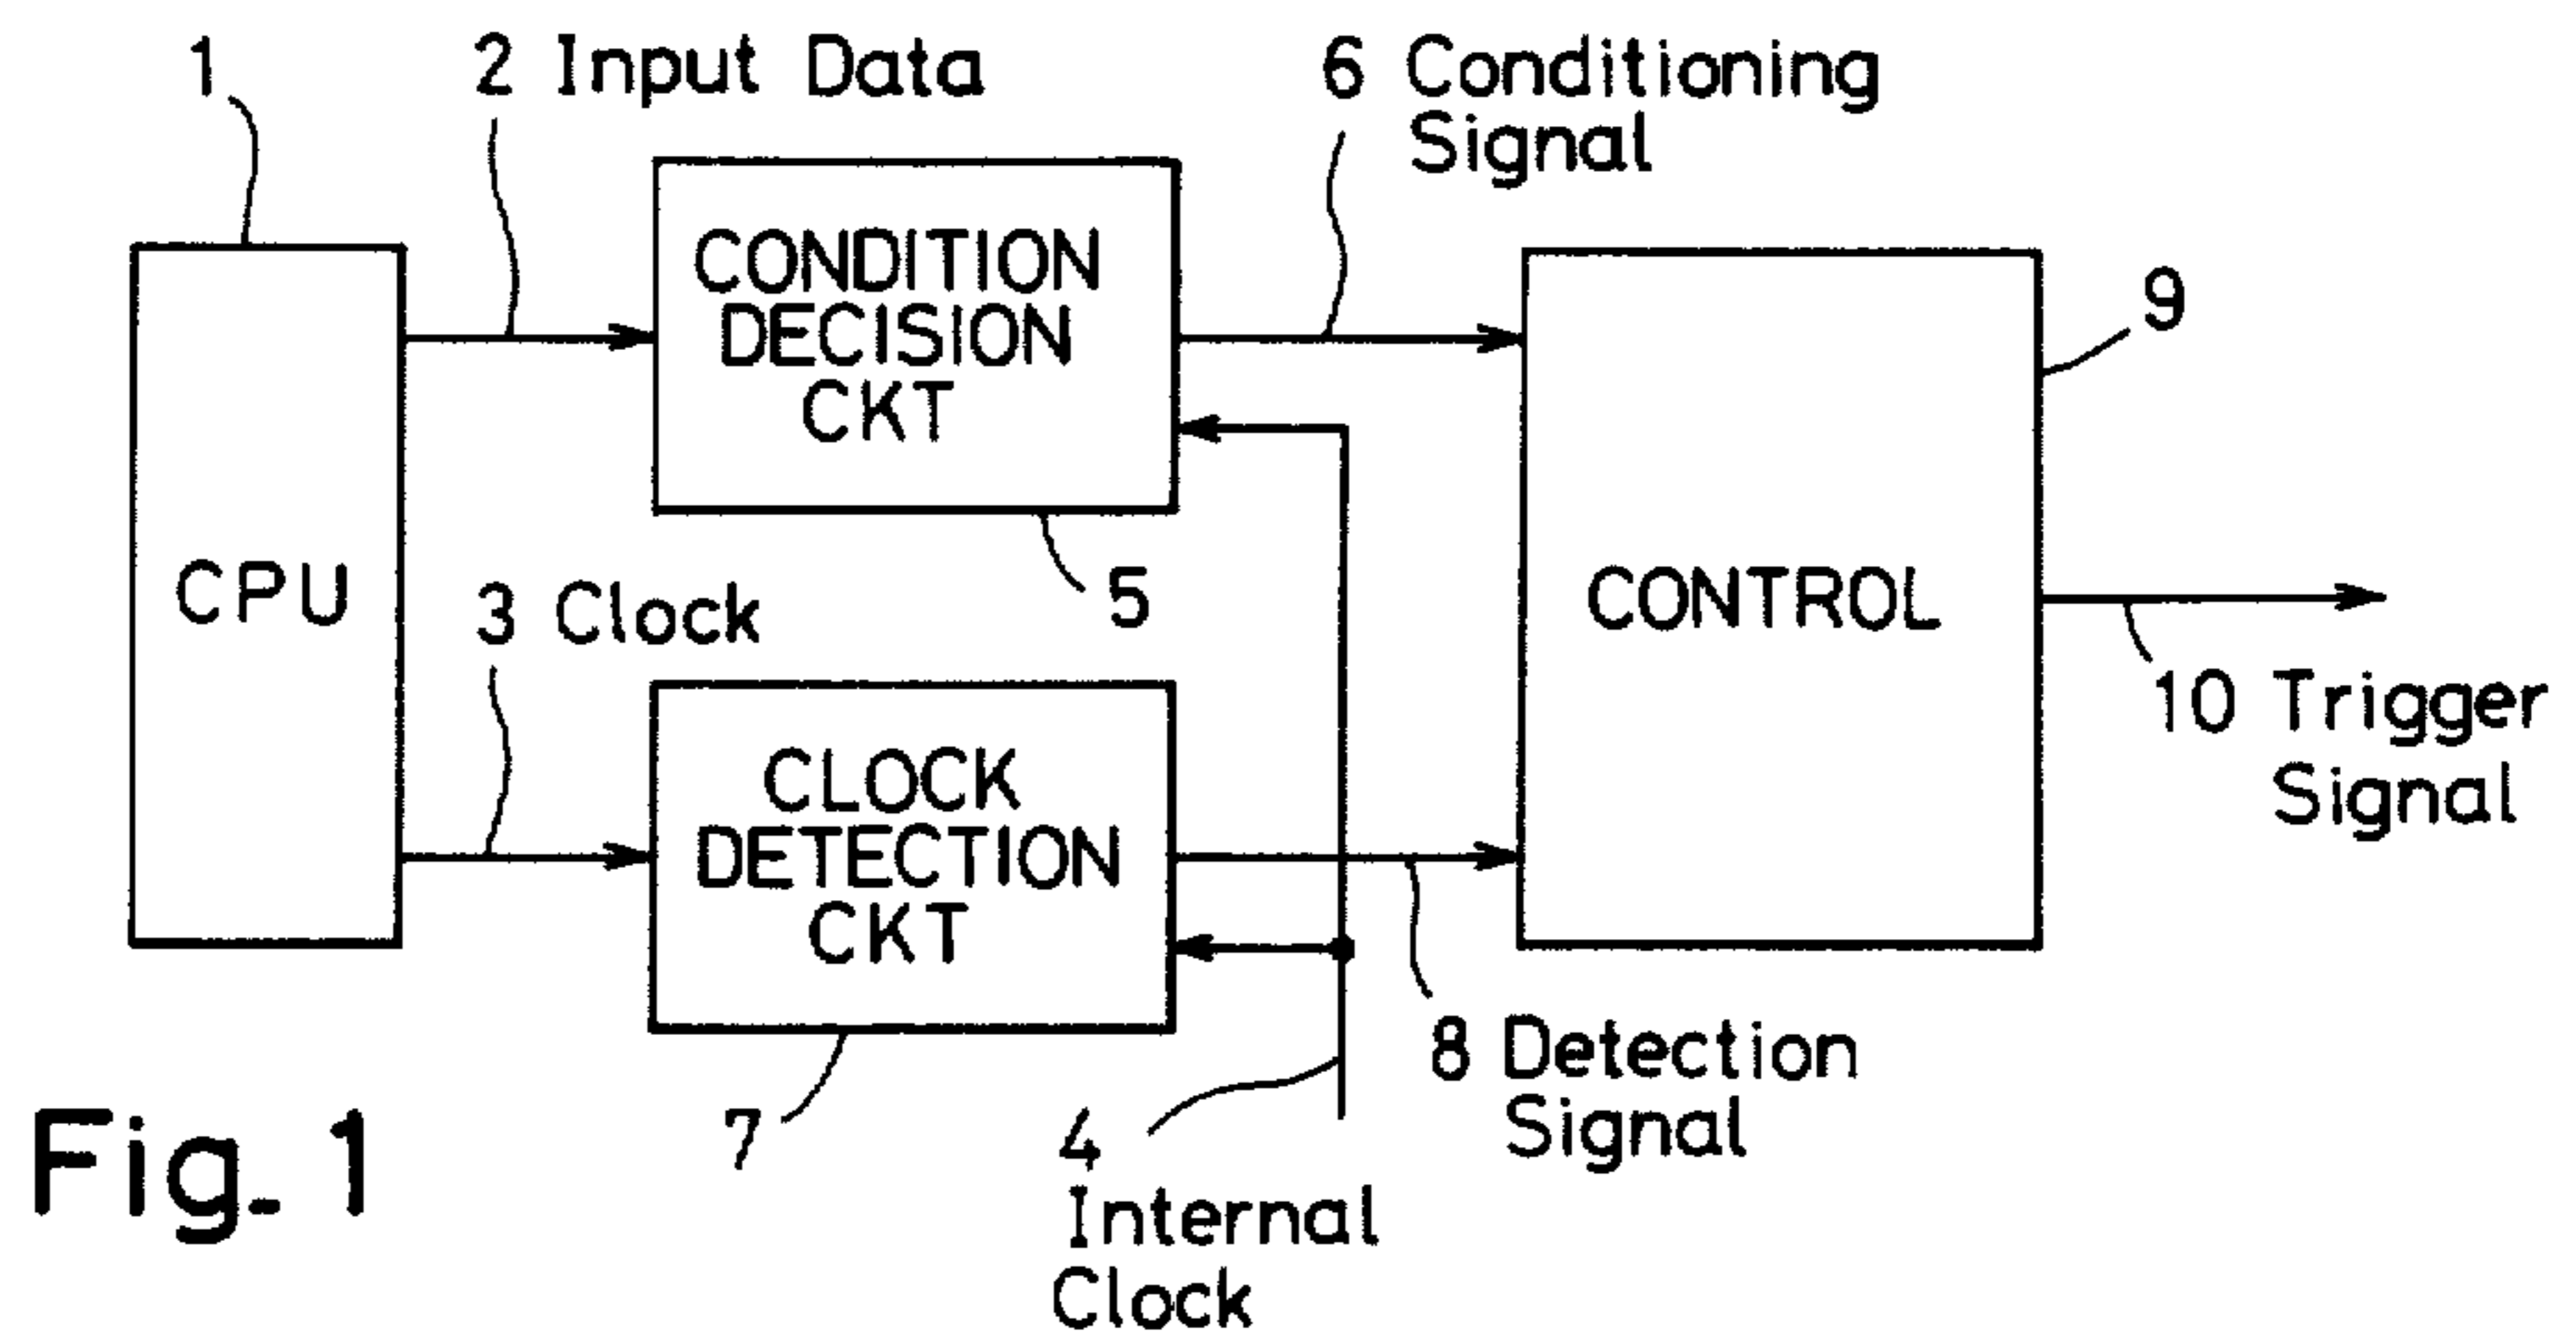 1
2 Input Data
6 Conditioning
Signal
CONDITION
DECISION
CKT
9
CPU
3 Clock
5
CONTROL
10 Trigger
Signal
CLOCK
DETECTION
CKT
8 Detection
Signal
7
4
Internal
Clock
Fig. 1